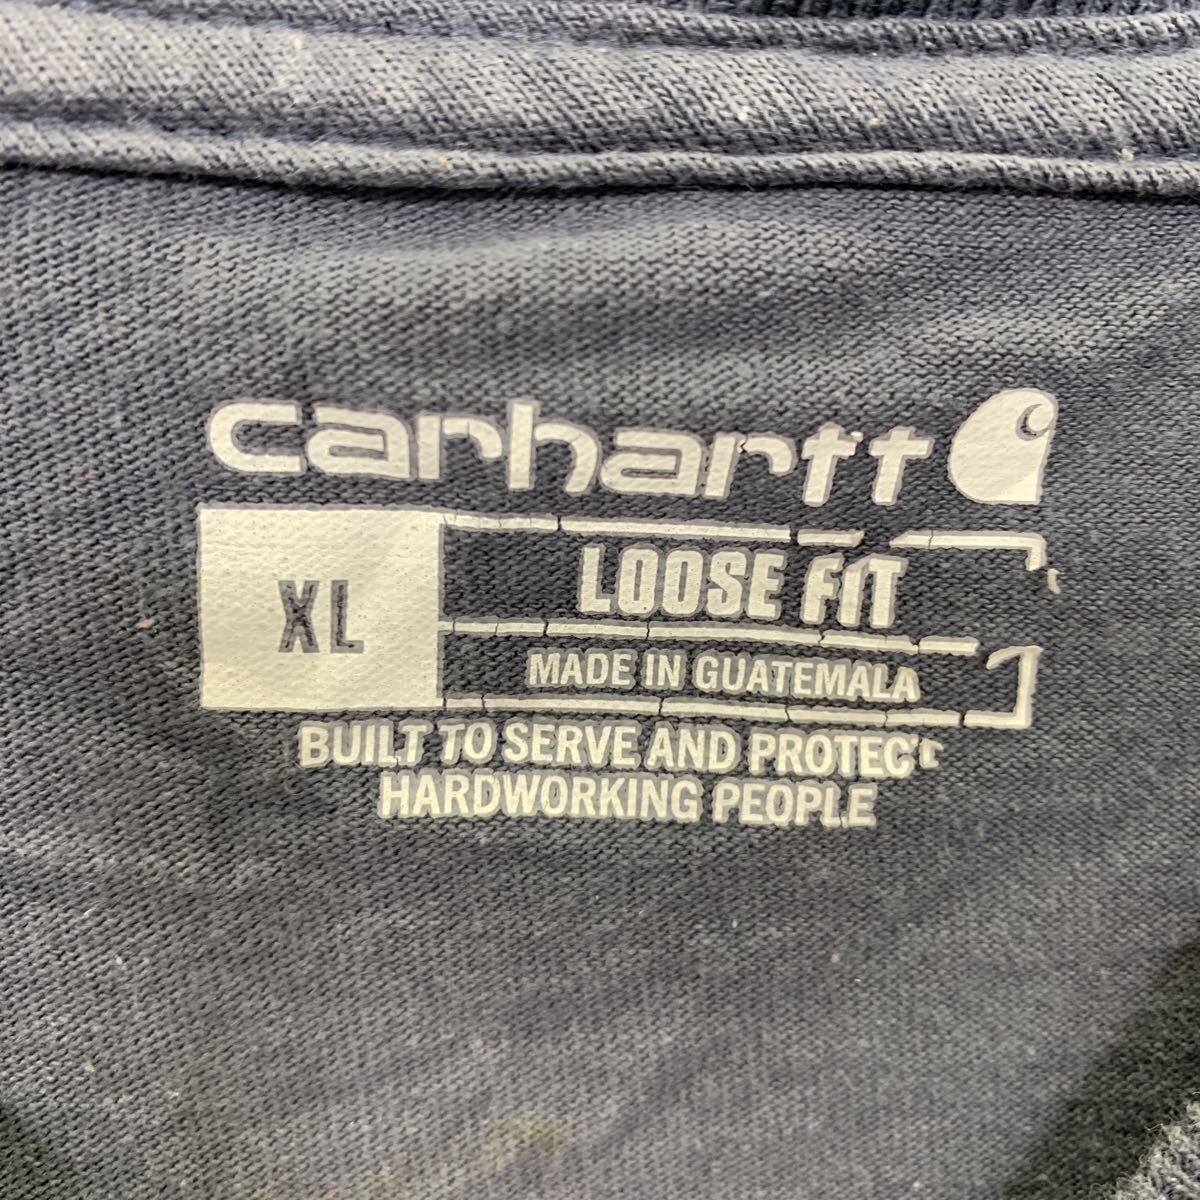 carhartt
XL
LOOSE FIT
MADE IN GUATEMALA
BUILT TO SERVE AND PROTECT
HARDWORKING PEOPLE